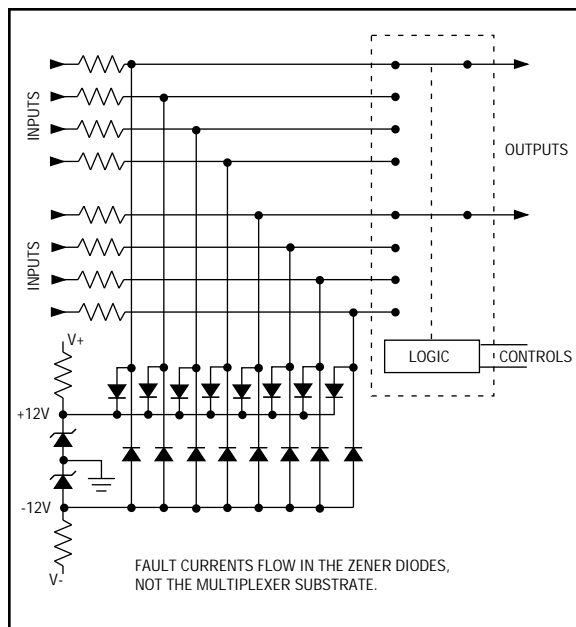 INPUTS
OUTPUTS
INPUTS
V+
LOGIC
CONTROLS
+12V
-12V
V-
FAULT CURRENTS FLOW IN THE ZENER DIODES,
NOT THE MULTIPLEXER SUBSTRATE.